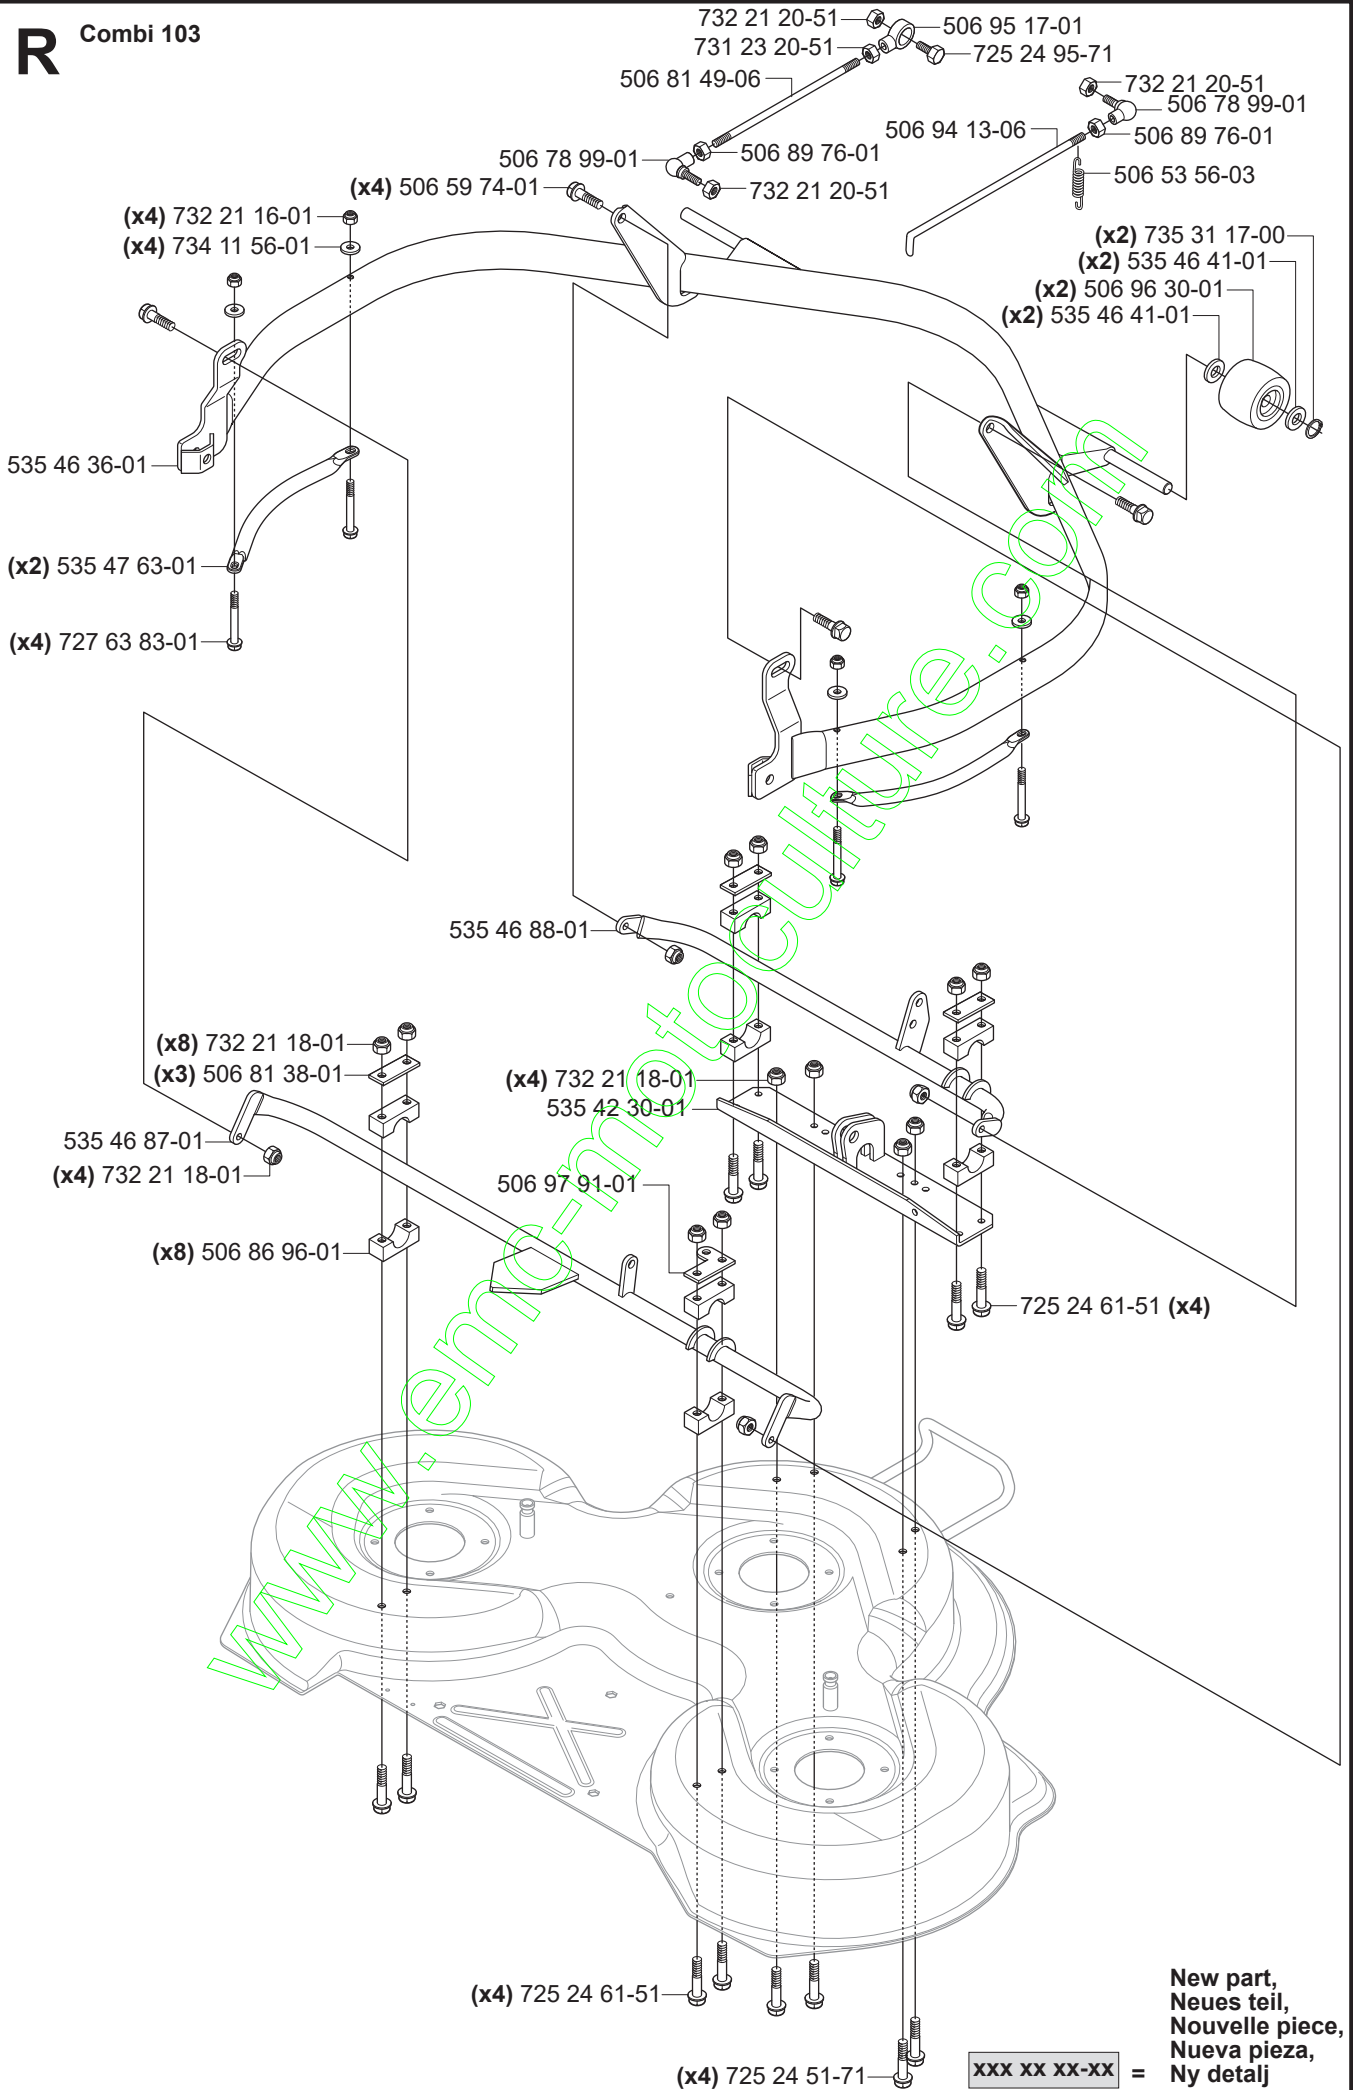 R Combi 103
732 21 20-51
506 95 17-01
731 23 20-51
725 24 95-71
506 81 49-06
732 21 20-51
506 78 99-01
506 94 13-06
506 89 76-01
506 78 99-01
506 89 76-01
506 53 56-03
(x4) 506 59 74-01
732 21 20-51
(x4) 732 21 16-01
(x4) 734 11 56-01
(x2) 735 31 17-00
(x2) 535 46 41-01
(x2) 506 96 30-01
(x2) 535 46 41-01
535 46 36-01
(x2) 535 47 63-01
(x4) 727 63 83-01
535 46 88-01
(x8) 732 21 18-01
(x3) 506 81 38-01
(x4) 732 21 18-01
535 42 30-01
535 46 87-01
(x4) 732 21 18-01
506 97 91-01
(x8) 506 86 96-01
725 24 61-51 (x4)
www.emc-motoculture.com
(x4) 725 24 61-51
(x4) 725 24 51-71
xxx xx xx-xx =
New part,
Neues teil,
Nouvelle piece,
Nueva pieza,
Ny detalj